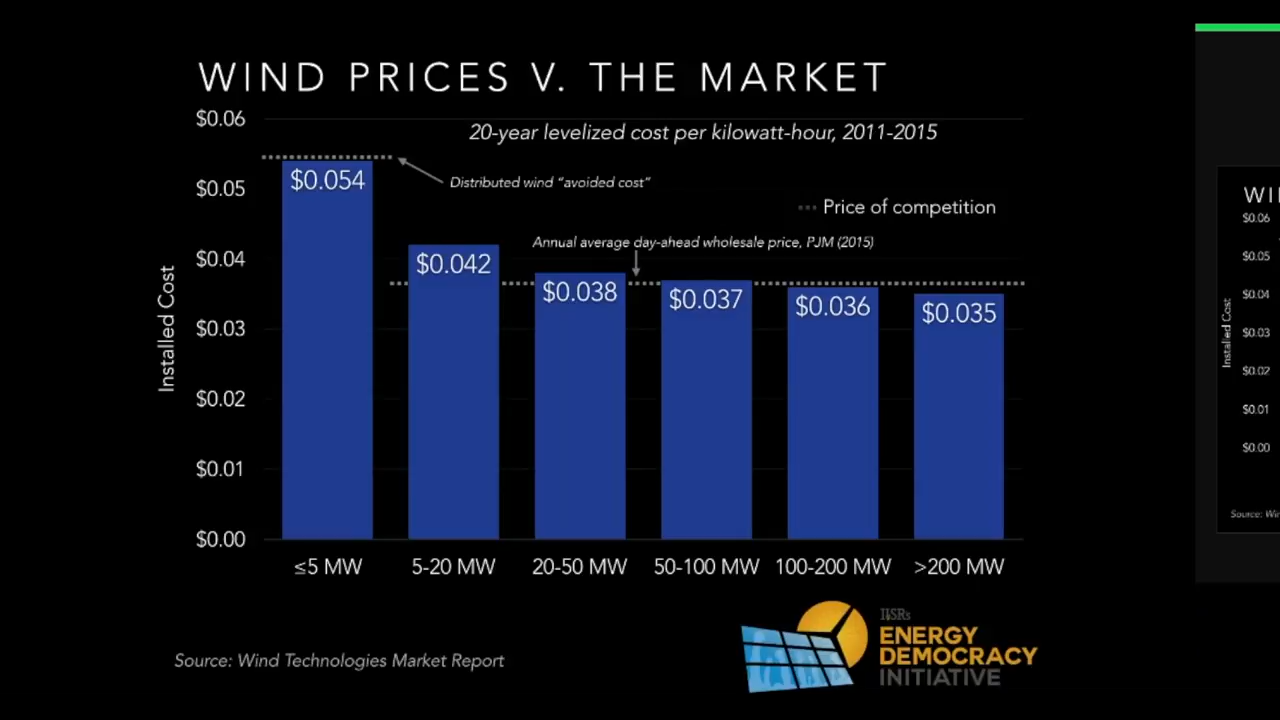 WIND PRICES V. THE MARKET
$0.06
20-year levelized cost per kilowatt-hour, 2011-2015
$0.05
$0.054
Distributed wind “avoided cost”
Price of competition
Annual average day-ahead wholesale price, PJM (2015)
$0.04
$0.042
$0.038
$0.037
$0.036
$0.035
$0.03
$0.02
$0.01
$0.00
Installed Cost
≤5 MW
5-20 MW
20-50 MW
50-100 MW
100-200 MW
>200 MW
Source: Wind Technologies Market Report
ILSR's
ENERGY
DEMOCRACY
INITIATIVE
$0.06
$0.05
$0.04
$0.03
$0.02
$0.01
$0.00
Installed Cost
Source: